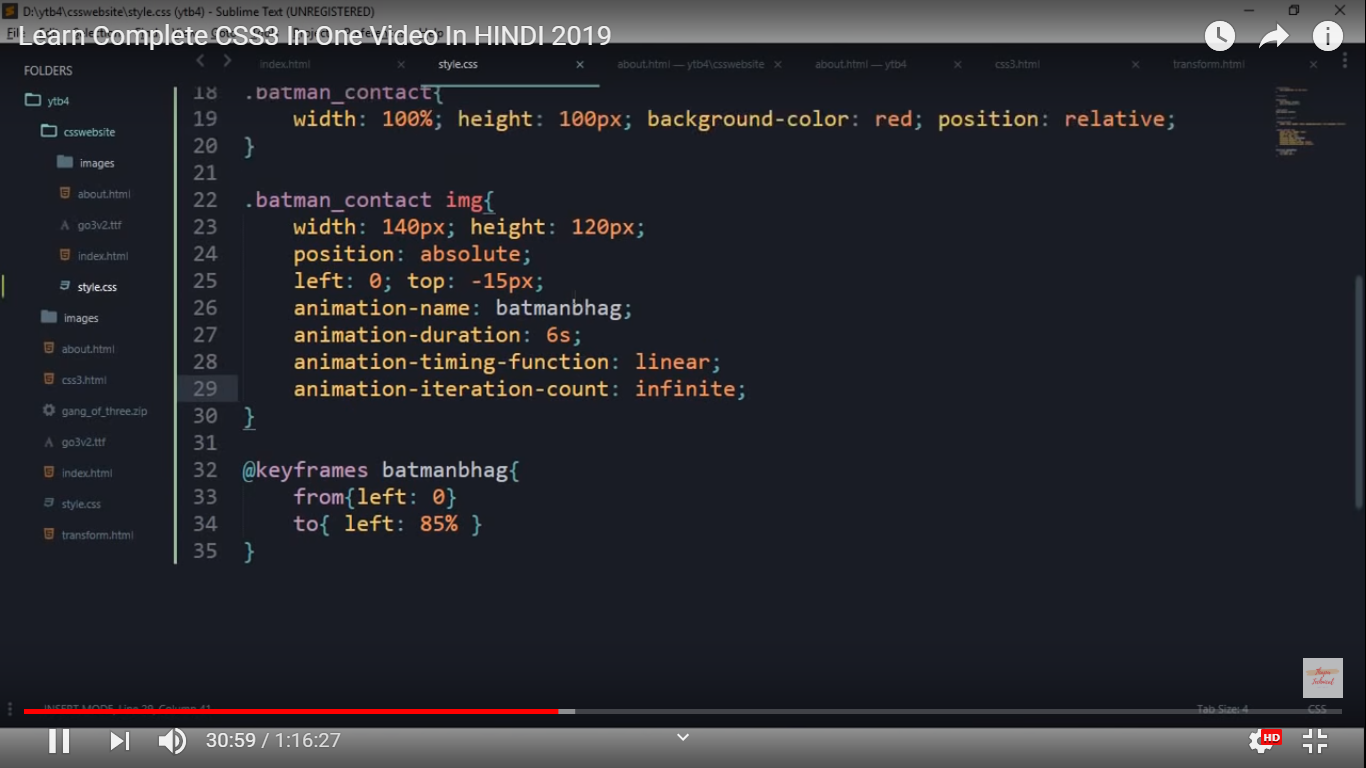 D:\ytb4\csswebsite\style.css (ytb4) - Sublime Text (UNREGISTERED)
Learn Complete CSS3 In One Video In HINDI 2019
FOLDERS
ytb4
csswebsite
images
about.html
go3v2.ttf
index.html
style.css
images
about.html
css3.html
gang_of_three.zip
go3v2.ttf
index.html
style.css
transform.html
index.html style.css about.html — ytb4\csswebsite about.html — ytb4 css3.html transform.html
18 .batman_contact{
19 width: 100%; height: 100px; background-color: red; position: relative;
20 }
21
22 .batman_contact img{
23 width: 140px; height: 120px;
24 position: absolute;
25 left: 0; top: -15px;
26 animation-name: batmanbhag;
27 animation-duration: 6s;
28 animation-timing-function: linear;
29 animation-iteration-count: infinite;
30 }
31
32 @keyframes batmanbhag{
33 from{left: 0}
34 to{ left: 85% }
35 }
INSERT MODE, Line 29, Column 41 Tab Size: 4 CSS
30:59 / 1:16:27 HD